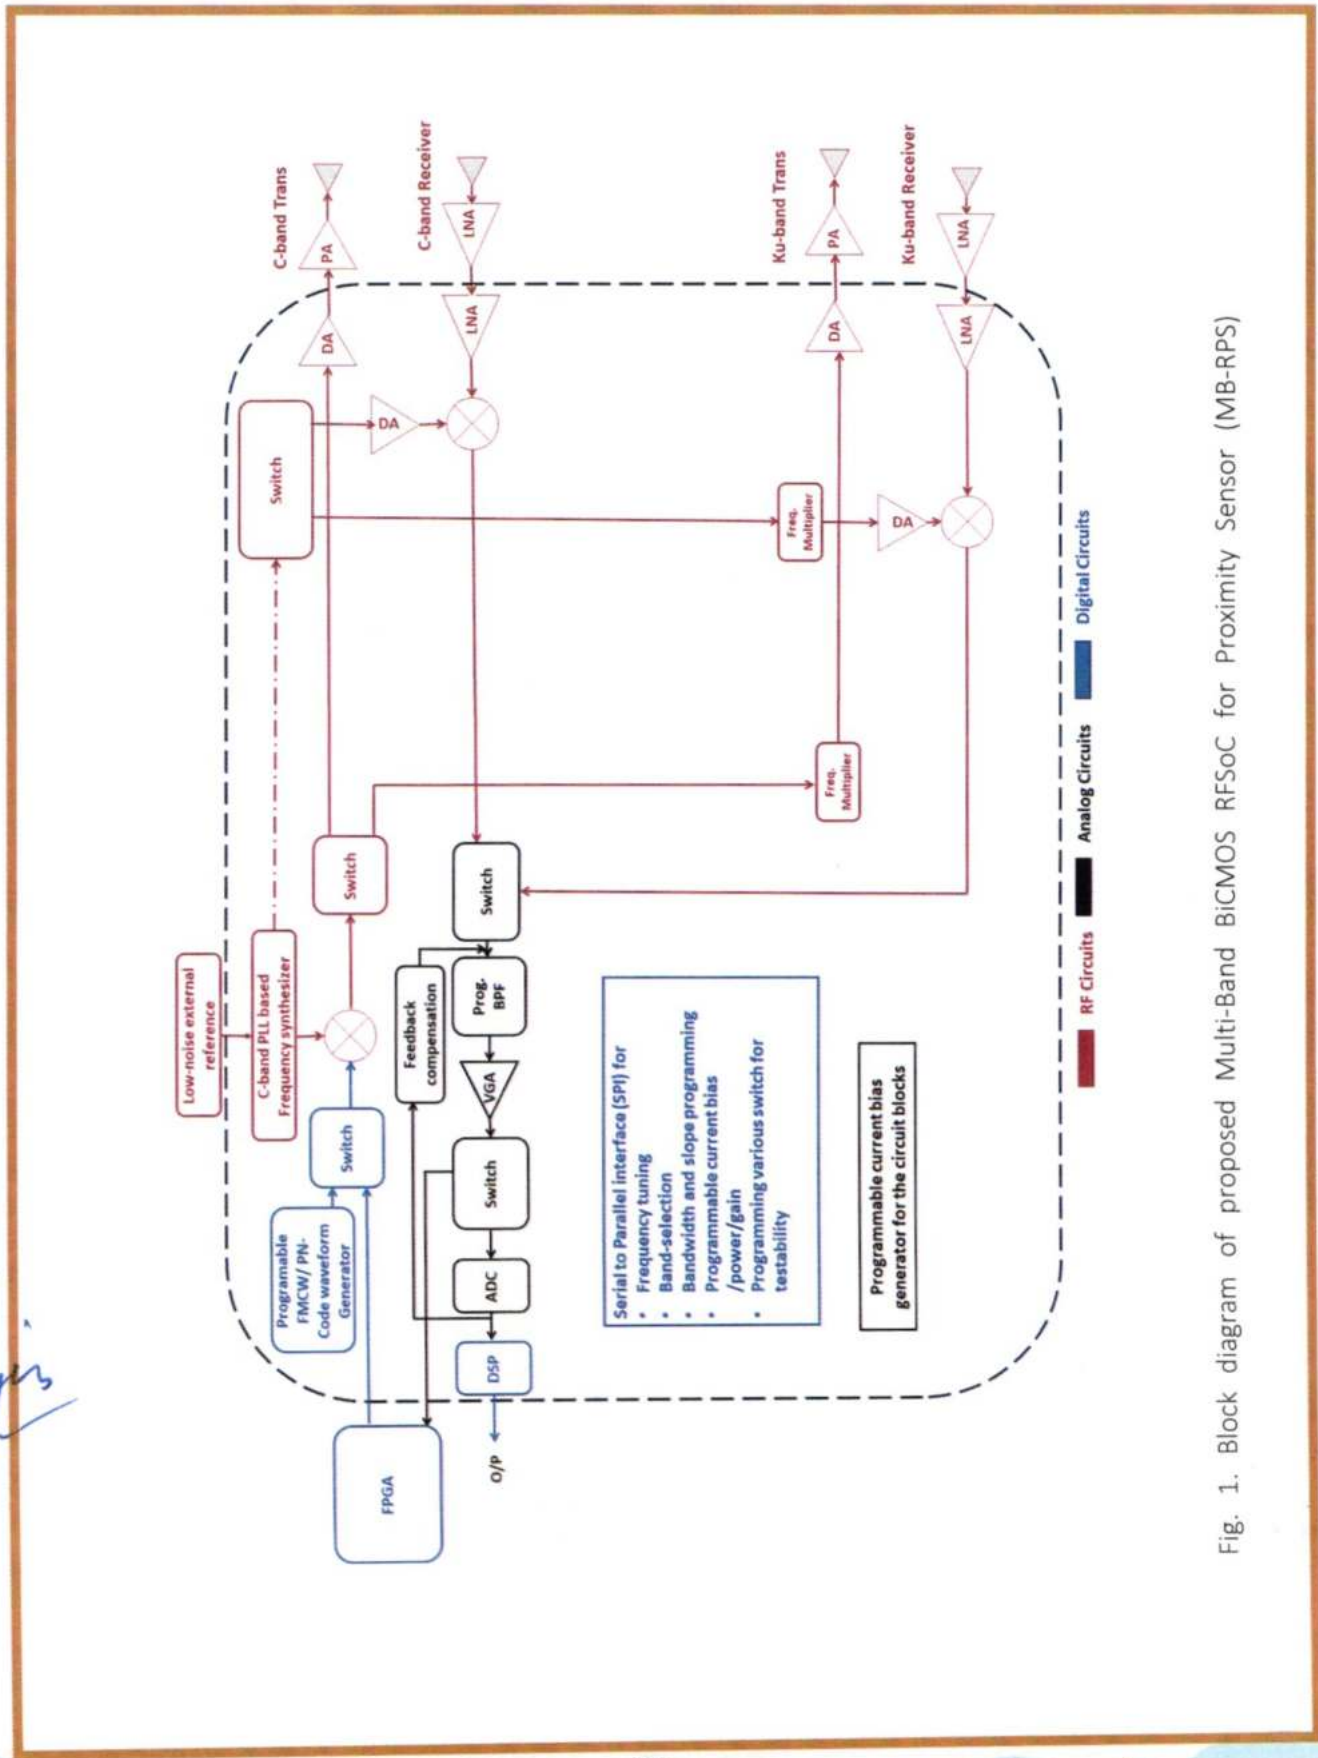 Low-noise external
reference
C-band PLL based
Frequency synthesizer
Switch
C-band Trans
DA
PA
Programable
FMCW/ PN-
Code waveform
Generator
Switch
Switch
DA
C-band Receiver
LNA
LNA
FPGA
Feedback
compensation
O/P
DSP
ADC
Switch
VGA
Prog.
BPF
Switch
Serial to Parallel interface (SPI) for
• Frequency tuning
• Band-selection
• Bandwidth and slope programming
• Programmable current bias
/power/gain
• Programming various switch for
testability
Freq.
Multiplier
Freq.
Multiplier
Ku-band Trans
DA
PA
DA
Ku-band Receiver
LNA
LNA
Programmable current bias
generator for the circuit blocks
RF Circuits
Analog Circuits
Digital Circuits
Fig. 1. Block diagram of proposed Multi-Band BiCMOS RFSoC for Proximity Sensor (MB-RPS)